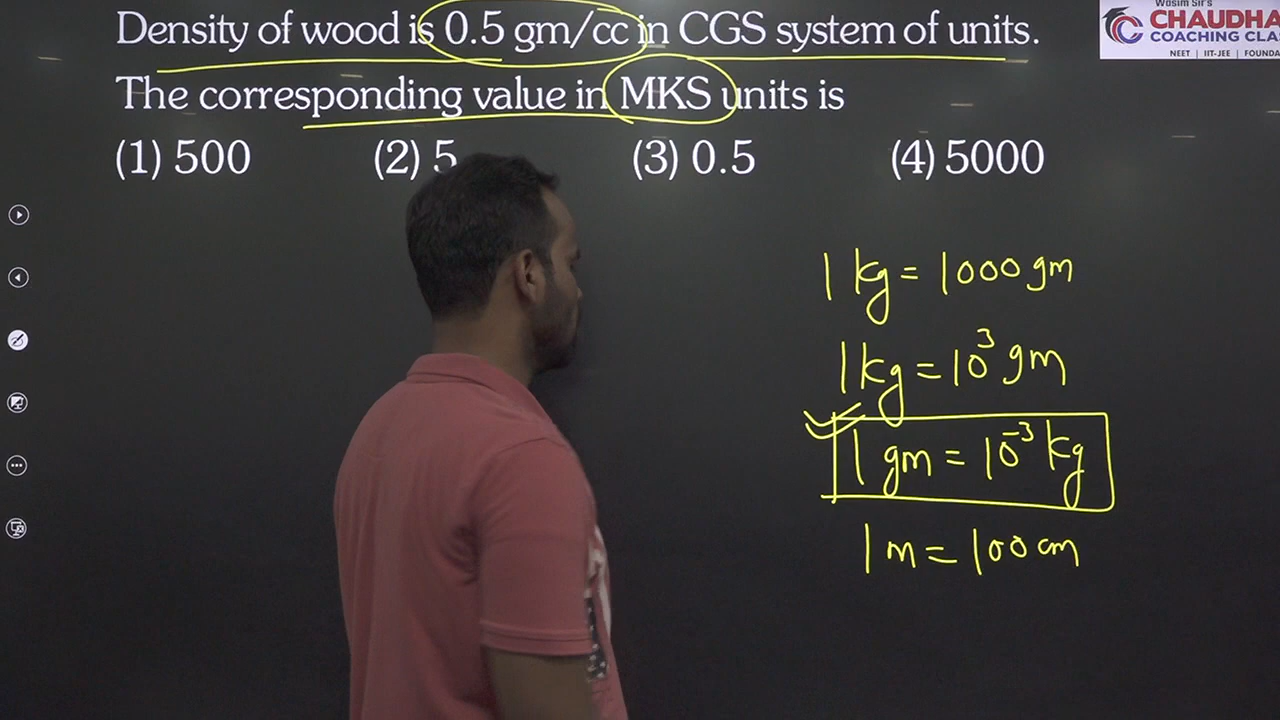 Density of wood is 0.5 gm/cc in CGS system of units.
The corresponding value in MKS units is
(1) 500 (2) 5 (3) 0.5 (4) 5000
1 kg = 1000 gm
1 kg = 10³ gm
1 gm = 10⁻³ kg
1 m = 100 cm
Wasim Sir's
CHAUDHA
COACHING CLA
NEET | IIT-JEE | FOUNDA